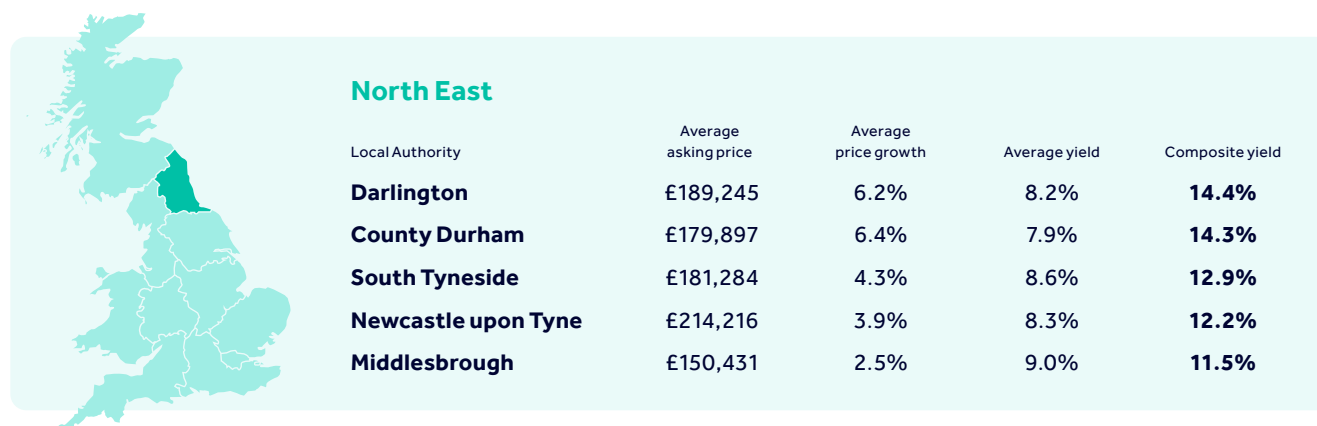 North East
Average Average
Local Authority asking price price growth Average yield Composite yield
Darlington £189,245 6.2% 8.2% 14.4%
County Durham £179,897 6.4% 7.9% 14.3%
South Tyneside £181,284 4.3% 8.6% 12.9%
Newcastle upon Tyne £214,216 3.9% 8.3% 12.2%
Middlesbrough £150,431 2.5% 9.0% 11.5%